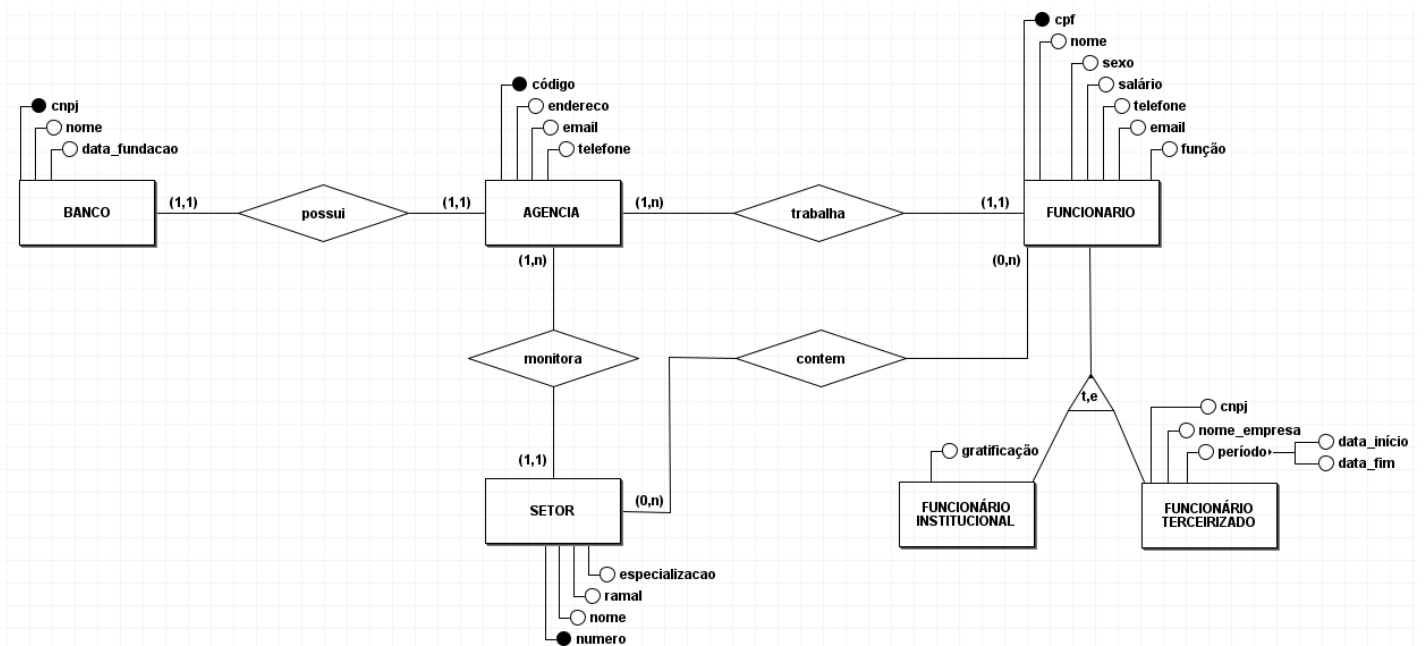 cpf
nome
sexo
salário
telefone
email
função
código
endereco
email
telefone
cnpj
nome
data_fundacao
BANCO
(1,1)
possui
(1,1)
AGENCIA
(1,n)
trabalha
(1,1)
FUNCIONARIO
(1,n)
(0,n)
monitora
contem
t,e
(1,1)
(0,n)
SETOR
gratificação
FUNCIONÁRIO
INSTITUCIONAL
cnpj
nome_empresa
período
data_início
data_fim
FUNCIONÁRIO
TERCEIRIZADO
especializacao
ramal
nome
numero